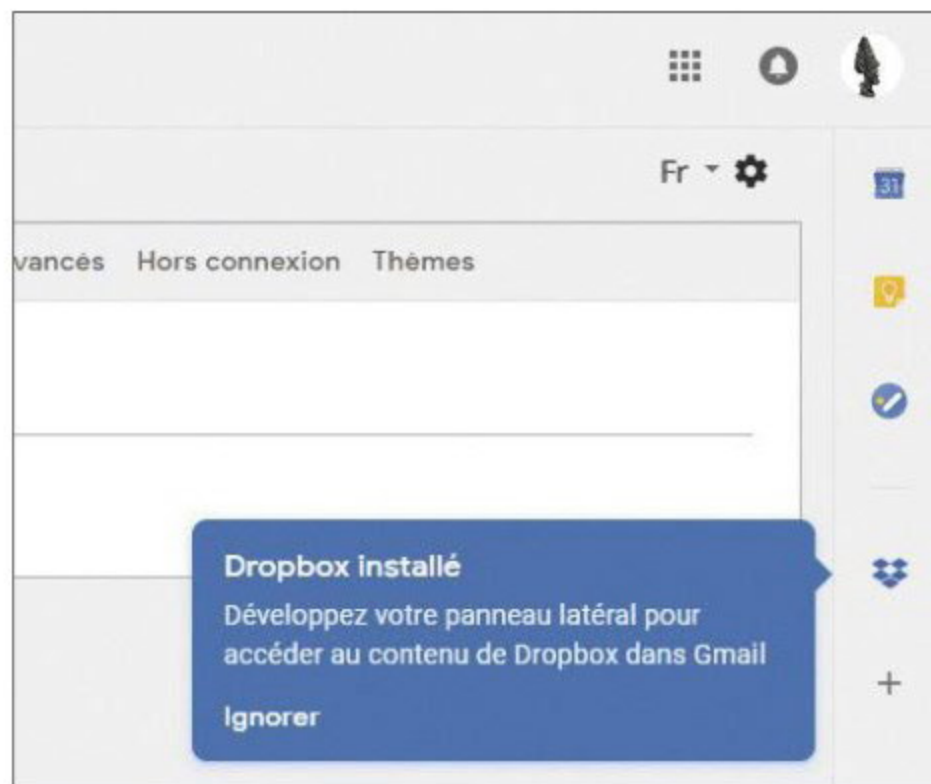 Fr
31
vancés Hors connexion Thèmes
Dropbox installé
Développez votre panneau latéral pour
accéder au contenu de Dropbox dans Gmail
Ignorer